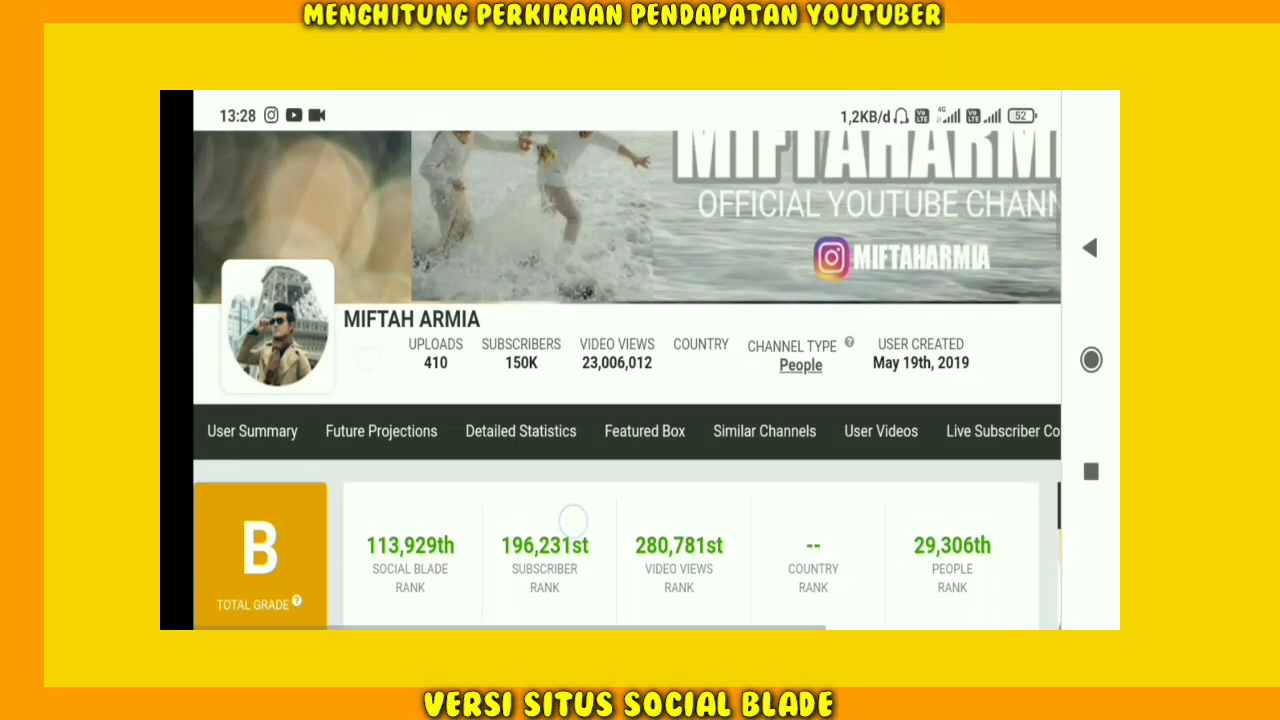 MENGHITUNG PERKIRAAN PENDAPATAN YOUTUBER
13:28
1,2KB/d 4G 52
MIFTAHARMI
OFFICIAL YOUTUBE CHANN
MIFTAHARMIA
MIFTAH ARMIA
UPLOADS SUBSCRIBERS VIDEO VIEWS COUNTRY CHANNEL TYPE ? USER CREATED
410 150K 23,006,012 People May 19th, 2019
User Summary Future Projections Detailed Statistics Featured Box Similar Channels User Videos Live Subscriber Co
B
TOTAL GRADE ?
113,929th 196,231st 280,781st -- 29,306th
SOCIAL BLADE SUBSCRIBER VIDEO VIEWS COUNTRY PEOPLE
RANK RANK RANK RANK RANK
VERSI SITUS SOCIAL BLADE